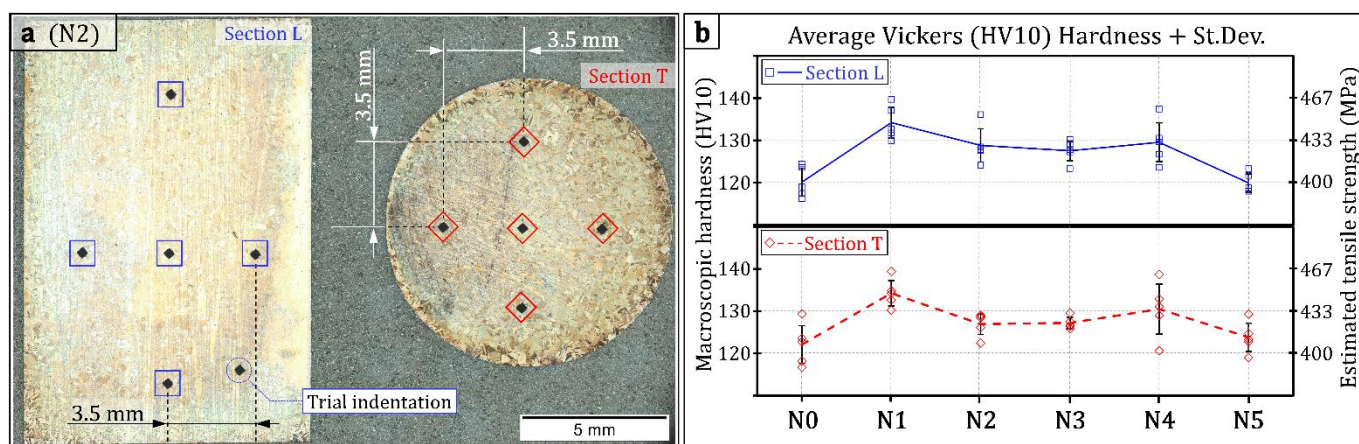 a (N2)
Section L
3.5 mm
3.5 mm
Section T
Trial indentation
3.5 mm
5 mm
b
Average Vickers (HV10) Hardness + St.Dev.
Macroscopic hardness (HV10)
Estimated tensile strength (MPa)
Section L
140
130
120
467
433
400
Section T
140
130
120
467
433
400
N0 N1 N2 N3 N4 N5